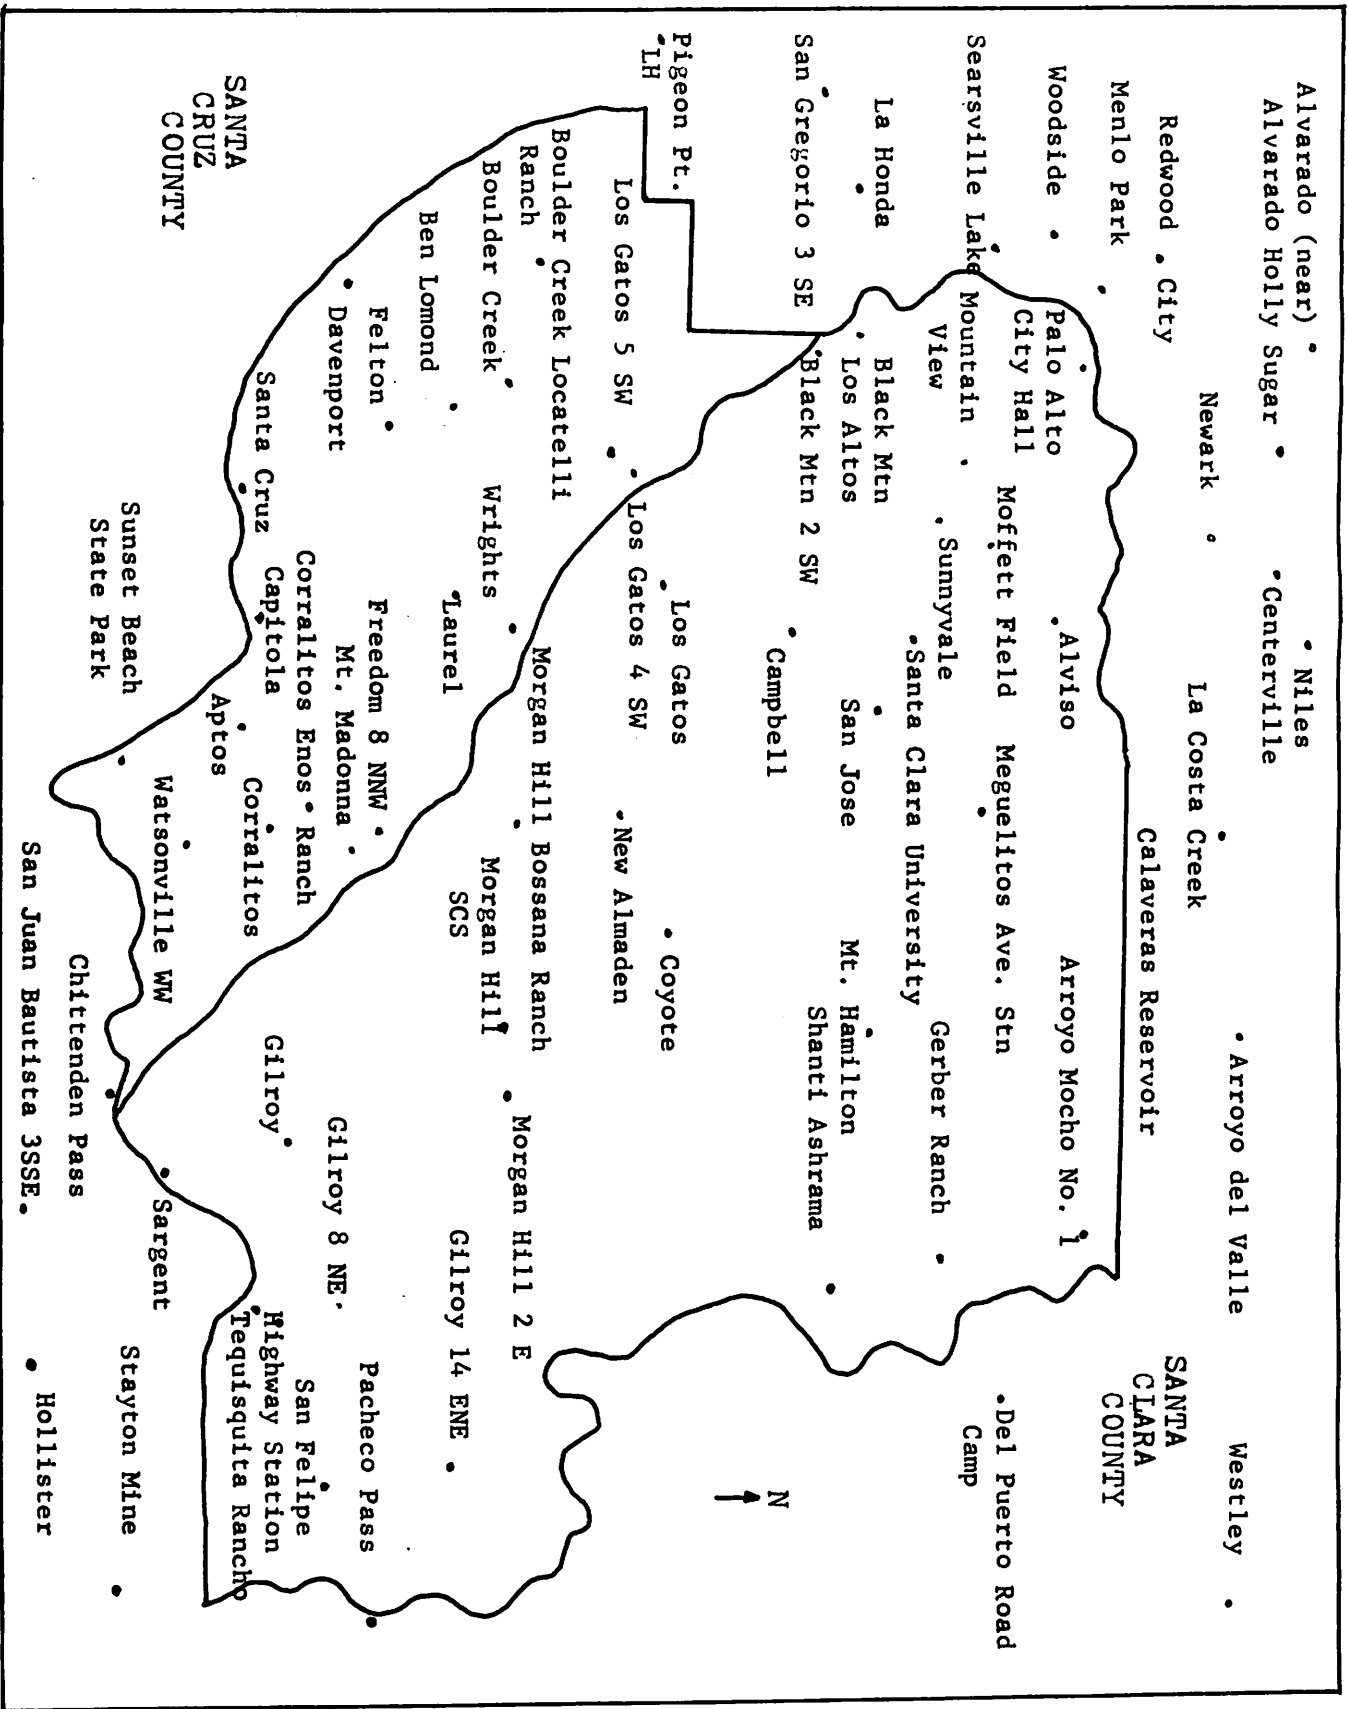 Alvarado (near)
Alvarado Holly Sugar
Niles
Centerville
Arroyo del Valle
Westley
Newark
La Costa Creek
Redwood City
Calaveras Reservoir
SANTA
CLARA
COUNTY
Menlo Park
Woodside
Palo Alto
City Hall
Alviso
Arroyo Mocho No. 1
Moffett Field
Meguelitos Ave. Stn
Del Puerto Road
Camp
Searsville Lake
Mountain
View
Sunnyvale
Santa Clara University
Gerber Ranch
La Honda
Black Mtn
Los Altos
San Jose
Mt. Hamilton
Shanti Ashrama
San Gregorio 3 SE
Black Mtn 2 SW
Campbell
N
Pigeon Pt.
LH
Los Gatos
Coyote
Los Gatos 5 SW
Los Gatos 4 SW
New Almaden
Boulder Creek Locatelli
Ranch
Boulder Creek
Wrights
Morgan Hill Bossana Ranch
Morgan Hill
SCS
Morgan Hill 2 E
Ben Lomond
Laurel
Gilroy 14 ENE
Felton
Davenport
Freedom 8 NNW
Mt. Madonna
Gilroy 8 NE
Pacheco Pass
Corralitos Enos Ranch
Capitola
San Felipe
Highway Station
Tequisquita Rancho
Santa Cruz
Gilroy
SANTA
CRUZ
COUNTY
Aptos
Corralitos
Sunset Beach
State Park
Watsonville WW
Sargent
Stayton Mine
Chittenden Pass
San Juan Bautista 3SSE
Hollister